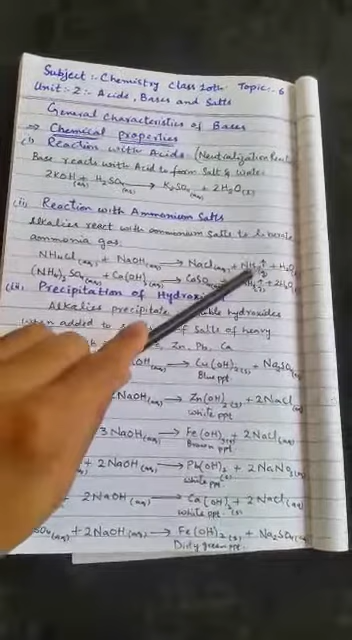 Subject :- Chemistry Class 10th Topic:- 6
Unit:- 2 :- Acids, Bases and Salts
General Characteristics of Bases
=> Chemical properties
(i) Reaction with Acids (Neutralization
Base reacts with Acid to form Salt & water
2KOH(aq) + H2SO4(aq) → K2SO4(aq) + 2H2O(l)
(ii) Reaction with Ammonium Salts
Alkalies react with ammonium salts to liberate
ammonia gas:
NH4Cl(aq) + NaOH(aq) → NaCl(aq) + NH3↑ + H2O
(NH4)2SO4(aq) + Ca(OH)2(aq) → CaSO4 ↑ + 2H2O
(iii) Precipitation of
Alkalies precipitate hydroxides
when added to of salts of heavy
Zn, Pb, Ca
→ Cu(OH)2(s) + Na2SO4
Blue ppt
NaOH(aq) → Zn(OH)2(s) + 2NaCl
white ppt
3NaOH(aq) → Fe(OH)3(s) + 3NaCl(aq)
Brown ppt
+ 2NaOH(aq) → Pb(OH)2 + 2NaNO3(aq)
white ppt
2NaOH(aq) → Ca(OH)2 + 2NaCl(aq)
white ppt. (s)
+ 2NaOH(aq) → Fe(OH)2(s) + Na2SO4(aq)
Dirty green ppt.